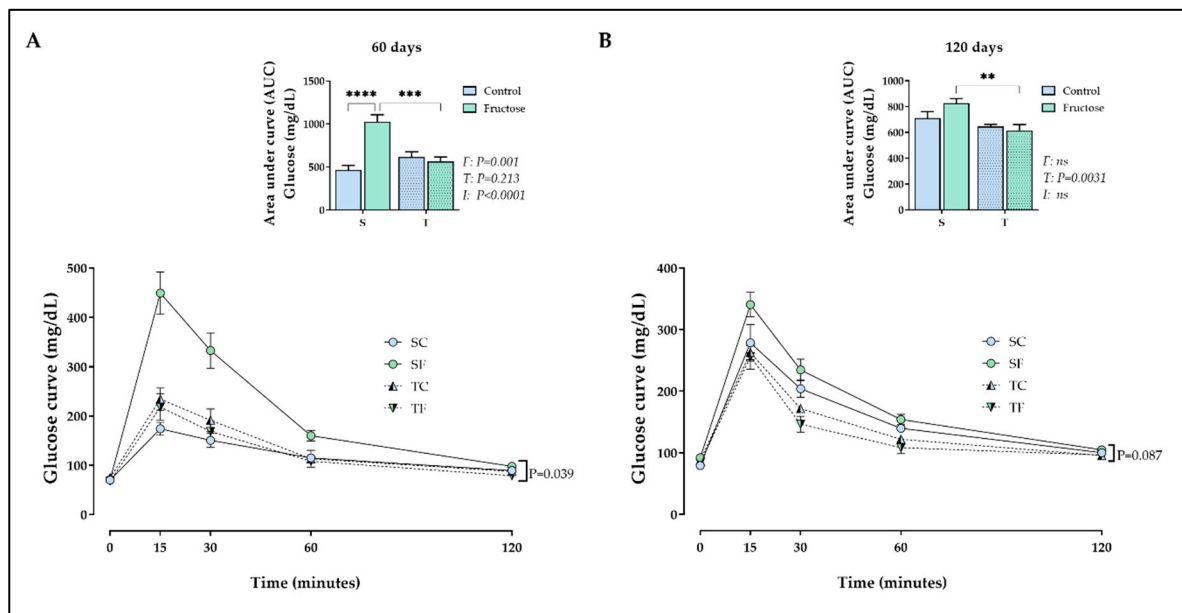 A
60 days
Area under curve (AUC)
Glucose (mg/dL)
1500
1000
500
0
****
***
S
T
Control
Fructose
F: P=0.001
T: P=0.213
I: P<0.0001
Glucose curve (mg/dL)
500
400
300
200
100
0
SC
SF
TC
TF
P=0.039
0
15
30
60
120
Time (minutes)
B
120 days
Area under curve (AUC)
Glucose (mg/dL)
1000
800
600
400
200
0
**
S
T
Control
Fructose
F: ns
T: P=0.0031
I: ns
Glucose curve (mg/dL)
400
300
200
100
0
SC
SF
TC
TF
P=0.087
0
15
30
60
120
Time (minutes)